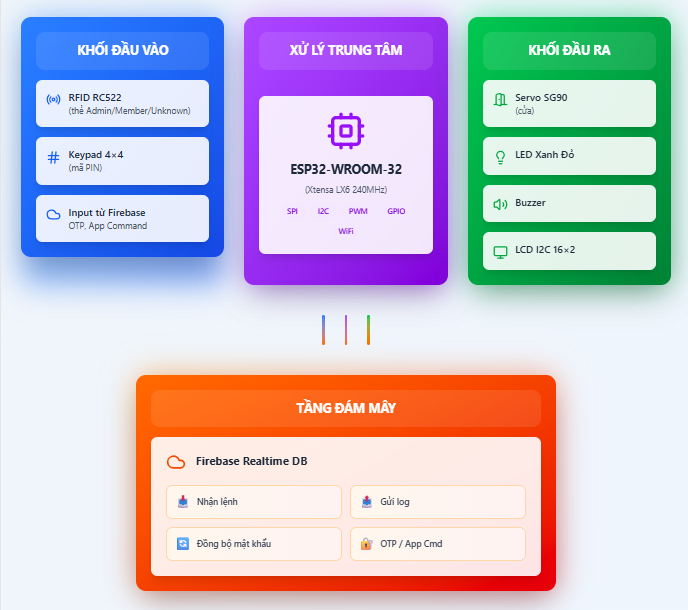 KHỐI ĐẦU VÀO
RFID RC522
(thẻ Admin/Member/Unknown)
Keypad 4×4
(mã PIN)
Input từ Firebase
OTP, App Command
XỬ LÝ TRUNG TÂM
ESP32-WROOM-32
(Xtensa LX6 240MHz)
SPI I2C PWM GPIO
WiFi
KHỐI ĐẦU RA
Servo SG90
(cửa)
LED Xanh Đỏ
Buzzer
LCD I2C 16×2
TẦNG ĐÁM MÂY
Firebase Realtime DB
Nhận lệnh
Gửi log
Đồng bộ mật khẩu
OTP / App Cmd